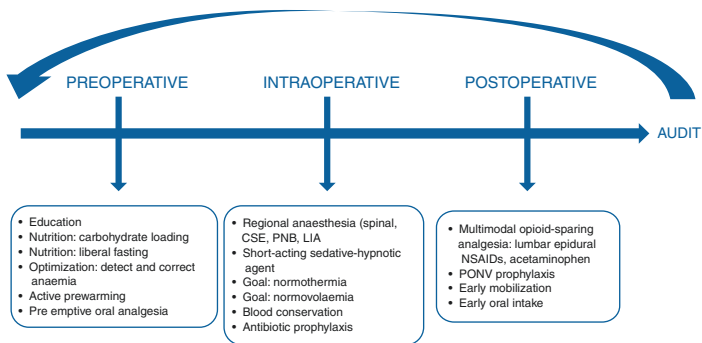 PREOPERATIVE
INTRAOPERATIVE
POSTOPERATIVE
AUDIT
• Education
• Nutrition: carbohydrate loading
• Nutrition: liberal fasting
• Optimization: detect and correct
anaemia
• Active prewarming
• Pre emptive oral analgesia
• Regional anaesthesia (spinal,
CSE, PNB, LIA
• Short-acting sedative-hypnotic
agent
• Goal: normothermia
• Goal: normovolaemia
• Blood conservation
• Antibiotic prophylaxis
• Multimodal opioid-sparing
analgesia: lumbar epidural
NSAIDs, acetaminophen
• PONV prophylaxis
• Early mobilization
• Early oral intake